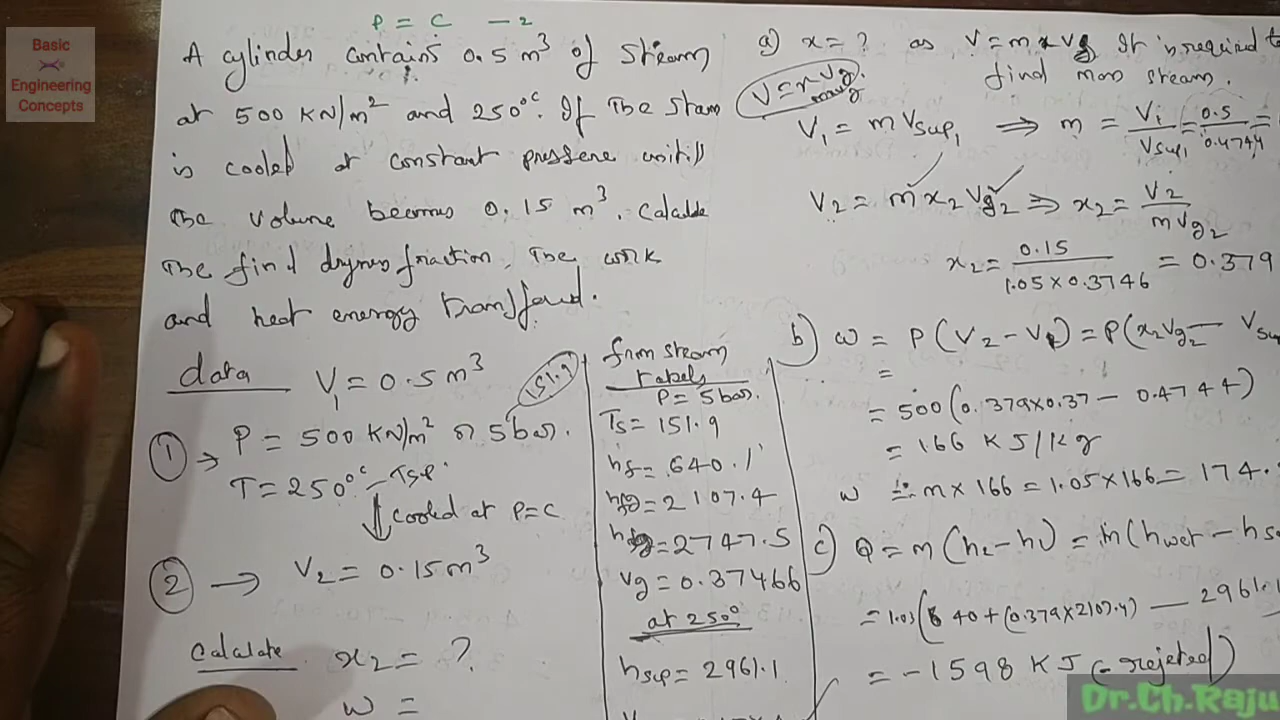 Basic
Engineering
Concepts
P = C - 2
A cylinder contains 0.5 m³ of steam
at 500 KN/m² and 250°c. If the steam
is cooled at constant pressure untill
the volume becomes 0.15 m³. Calculate
the final dryness fraction, The work
and heat energy transferred.
data V₁ = 0.5 m³
① → P = 500 KN/m² or 5 bar.
T = 250°c = Tsup
↓ cooled at P=C
② → V₂ = 0.15 m³
Calculate x₂ = ?
w =
151.9
from steam
tabels
P = 5 bar.
Ts = 151.9
hf = 640.1
hfg = 2107.4
hg = 2747.5
vg = 0.37466
at 250°
hsup = 2961.1
a) x = ? as V = m x Vg It is required
find mass steam.
V₁ = m Vsup₁ ⇒ m = V₁/Vsup₁ = 0.5/0.4744 =
V₂ = m x₂ Vg₂ ⇒ x₂ = V₂/m Vg₂
x₂ = 0.15/1.05 × 0.3746 = 0.379
b) w = P (V₂ - V₁) = P(x₂Vg₂ - Vsu
=
= 500 (0.379×0.37 - 0.4744)
= 166 KJ/Kg
w = m × 166 = 1.05 × 166 = 174.
c) Q = m (h₂ - h₁) = m (hwet - hs
= 1.05 (640 + (0.379×2107.4) - 2961.1
= -1598 KJ (- rejeted)
Dr.Ch.Raju